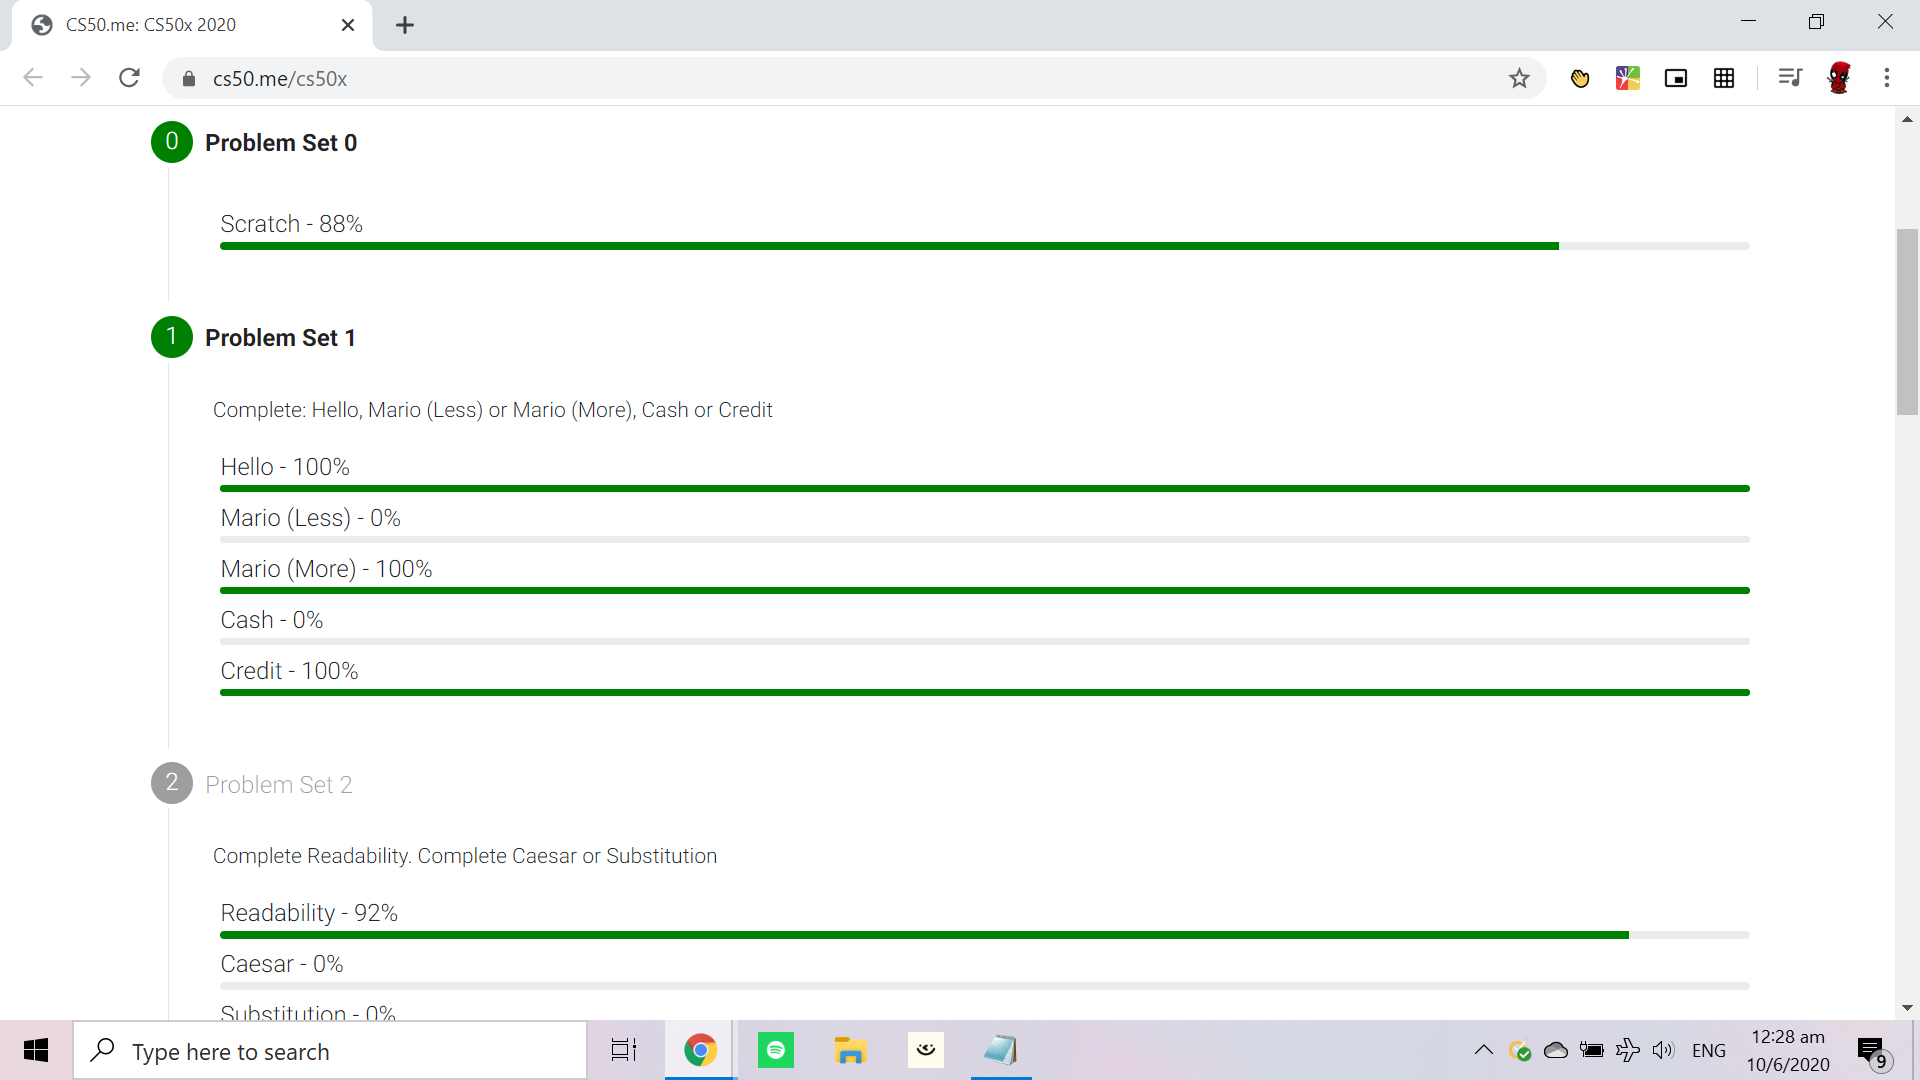 CS50.me: CS50x 2020
cs50.me/cs50x
0 Problem Set 0
Scratch - 88%
1 Problem Set 1
Complete: Hello, Mario (Less) or Mario (More), Cash or Credit
Hello - 100%
Mario (Less) - 0%
Mario (More) - 100%
Cash - 0%
Credit - 100%
2 Problem Set 2
Complete Readability. Complete Caesar or Substitution
Readability - 92%
Caesar - 0%
Substitution - 0%
Type here to search
ENG
12:28 am
10/6/2020
9